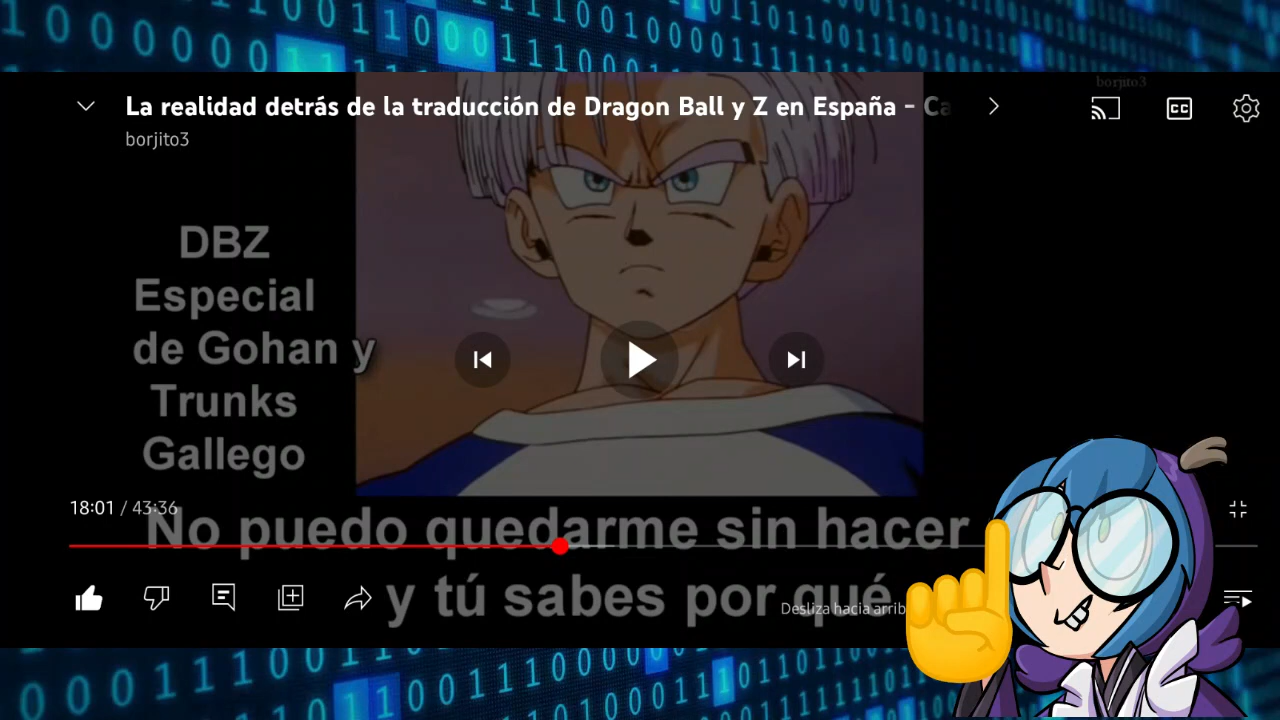 borjito3
La realidad detrás de la traducción de Dragon Ball y Z en España - Ca
CC
borjito3
DBZ
Especial
de Gohan y
Trunks
Gallego
18:01 / 43:36
No puedo quedarme sin hacer
y tú sabes por qué
Desliza hacia arrib